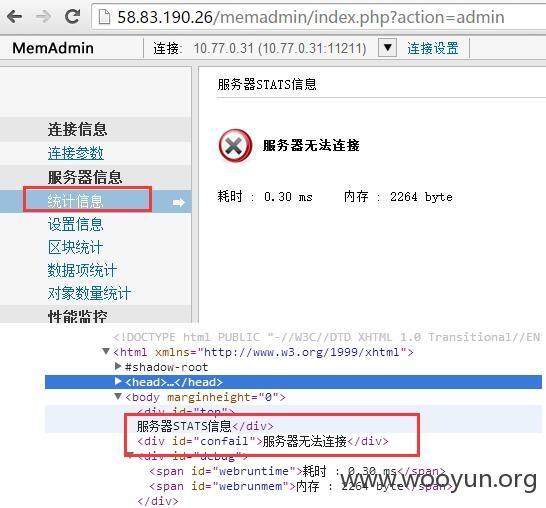 58.83.190.26/memadmin/index.php?action=admin
MemAdmin
连接: 10.77.0.31 (10.77.0.31:11211) 连接设置
服务器STATS信息
连接信息
连接参数
服务器信息
统计信息
设置信息
区块统计
数据项统计
对象数量统计
性能监控
服务器无法连接
耗时 : 0.30 ms 内存 : 2264 byte
<!DOCTYPE html PUBLIC "-//W3C//DTD XHTML 1.0 Transitional//EN
<html xmlns="http://www.w3.org/1999/xhtml">
#shadow-root
<head>…</head>
<body marginheight="0">
<div id="top">
服务器STATS信息</div>
<div id="confail">服务器无法连接</div>
<div id="debug">
<span id="webruntime">耗时 : 0.30 ms</span>
<span id="webrunmem">内存 : 2264 byte</span>
</div>
www.wooyun.org